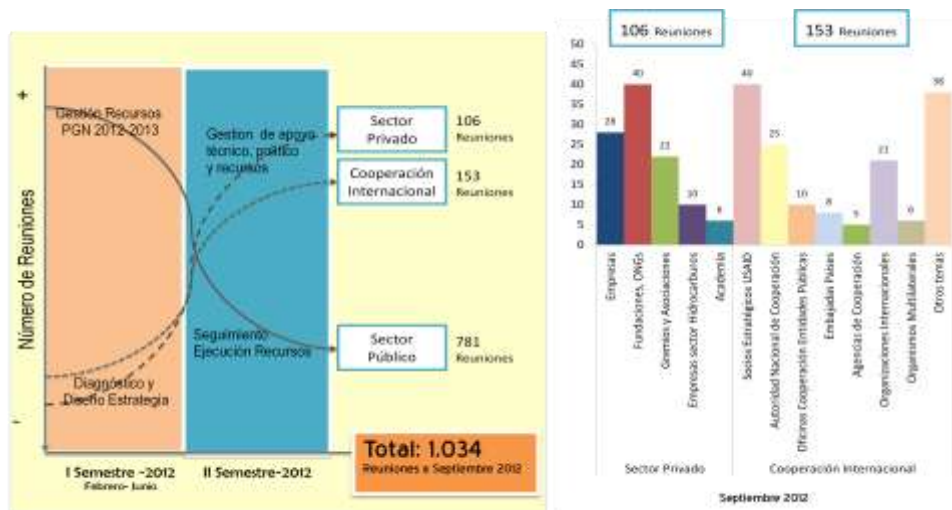 +
Número de Reuniones
-
Gestión Recursos
PGN 2012-2013
Gestion de apoyo
técnico, político
y recursos
Seguimiento
Ejecución Recursos
Diagnóstico y
Diseño Estrategia
Sector
Privado
106
Reuniones
Cooperación
Internacional
153
Reuniones
Sector
Público
781
Reuniones
I Semestre -2012
Febrero- Junio
II Semestre-2012
Total: 1.034
Reuniones a Septiembre 2012
106 Reuniones
153 Reuniones
50
45
40
35
30
25
20
15
10
5
0
28
40
22
10
6
40
25
10
8
5
21
6
38
Empresas
Fundaciones, ONGs
Gremios y Asociaciones
Empresas sector Hidrocarburos
Academia
Socios Estratégicos USAID
Autoridad Nacional de Cooperación
Oficinas Cooperación Entidades Públicas
Embajadas Países
Agencias de Cooperación
Organizaciones Internacionales
Organismos Multilaterales
Otros temas
Sector Privado
Cooperación Internacional
Septiembre 2012